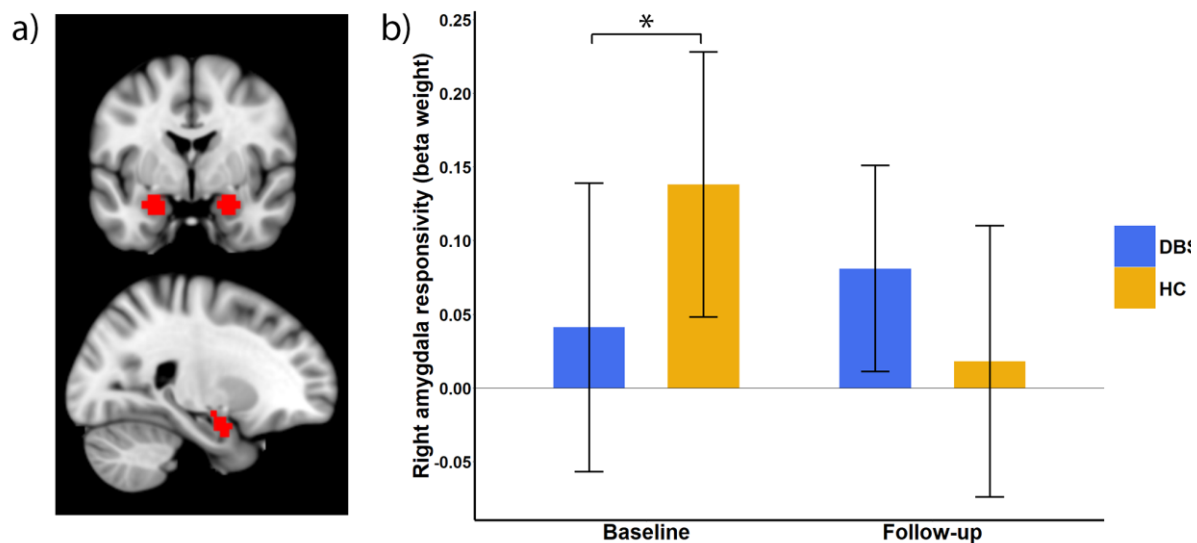 a)
b)
Right amygdala responsivity (beta weight)
0.25
*
0.20
0.15
0.10
0.05
0.00
-0.05
Baseline
Follow-up
DBS
HC